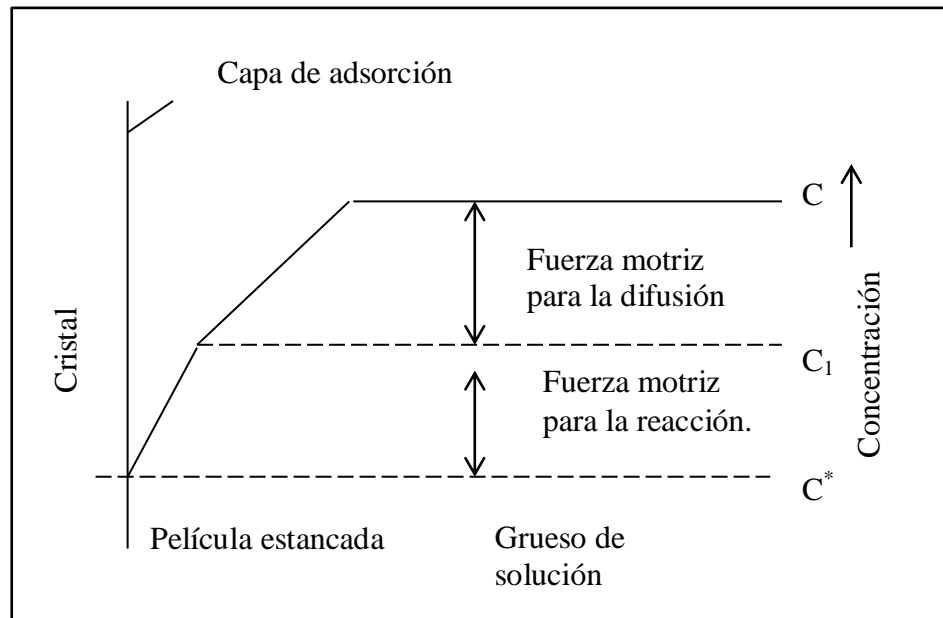 Capa de adsorción
C
Fuerza motriz
para la difusión
Concentración
Cristal
C₁
Fuerza motriz
para la reacción.
C*
Película estancada
Grueso de
solución